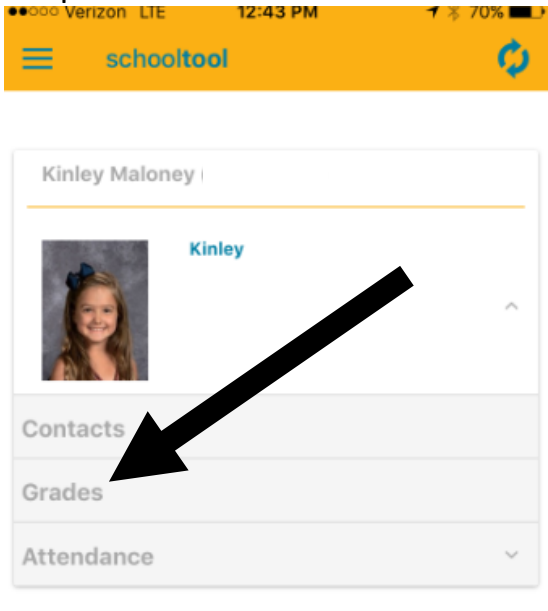 Verizon LTE 12:43 PM 70%
schooltool
Kinley Maloney
Kinley
Contacts
Grades
Attendance